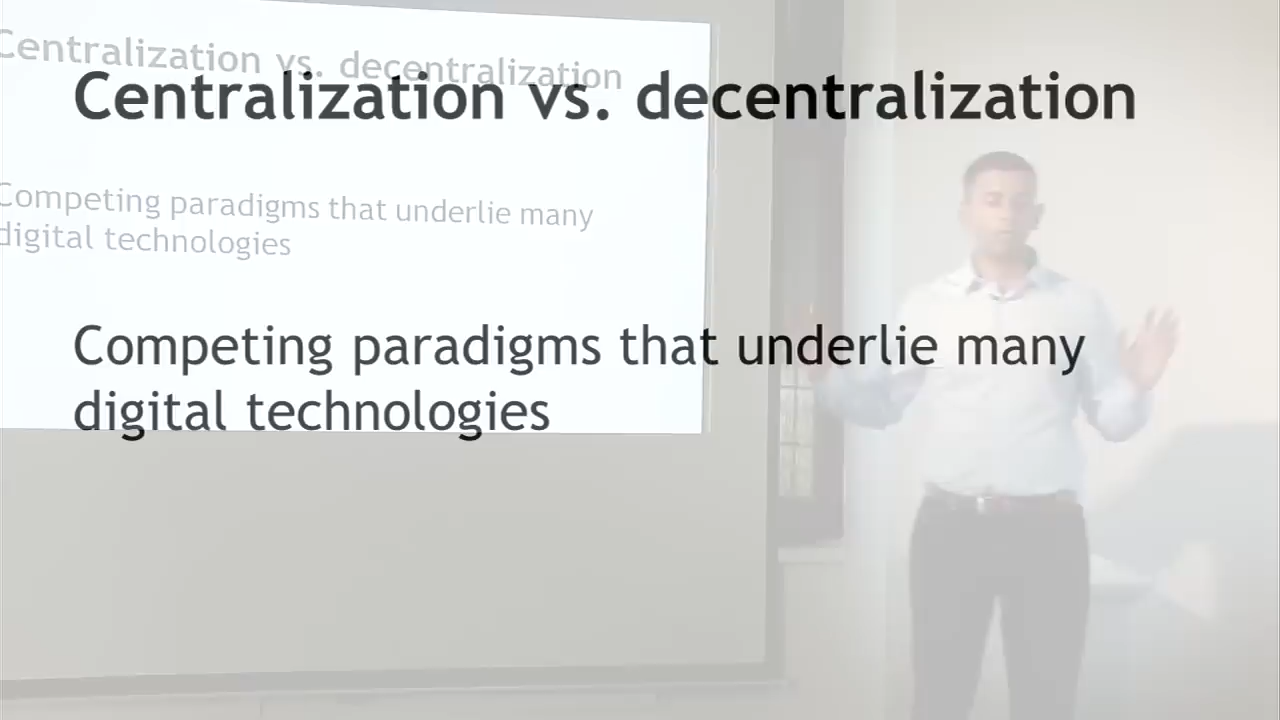 Centralization vs. decentralization
Centralization vs. decentralization
Competing paradigms that underlie many
digital technologies
Competing paradigms that underlie many
digital technologies